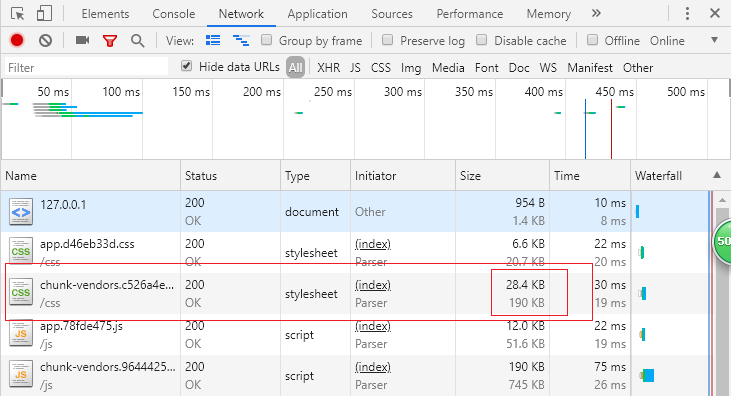 Elements Console Network Application Sources Performance Memory »
View: Group by frame Preserve log Disable cache Offline Online
Filter Hide data URLs All XHR JS CSS Img Media Font Doc WS Manifest Other
50 ms 100 ms 150 ms 200 ms 250 ms 300 ms 350 ms 400 ms 450 ms 500 ms
Name Status Type Initiator Size Time Waterfall
127.0.0.1 200 document Other 954 B 10 ms
OK 1.4 KB 8 ms
app.d46eb33d.css 200 stylesheet (index) 6.6 KB 22 ms
/css OK Parser 20.7 KB 20 ms
50
chunk-vendors.c526a4e... 200 stylesheet (index) 28.4 KB 30 ms
/css OK Parser 190 KB 19 ms
app.78fde475.js 200 script (index) 12.0 KB 22 ms
/js OK Parser 51.6 KB 19 ms
chunk-vendors.9644425... 200 script (index) 190 KB 75 ms
/js OK Parser 745 KB 26 ms